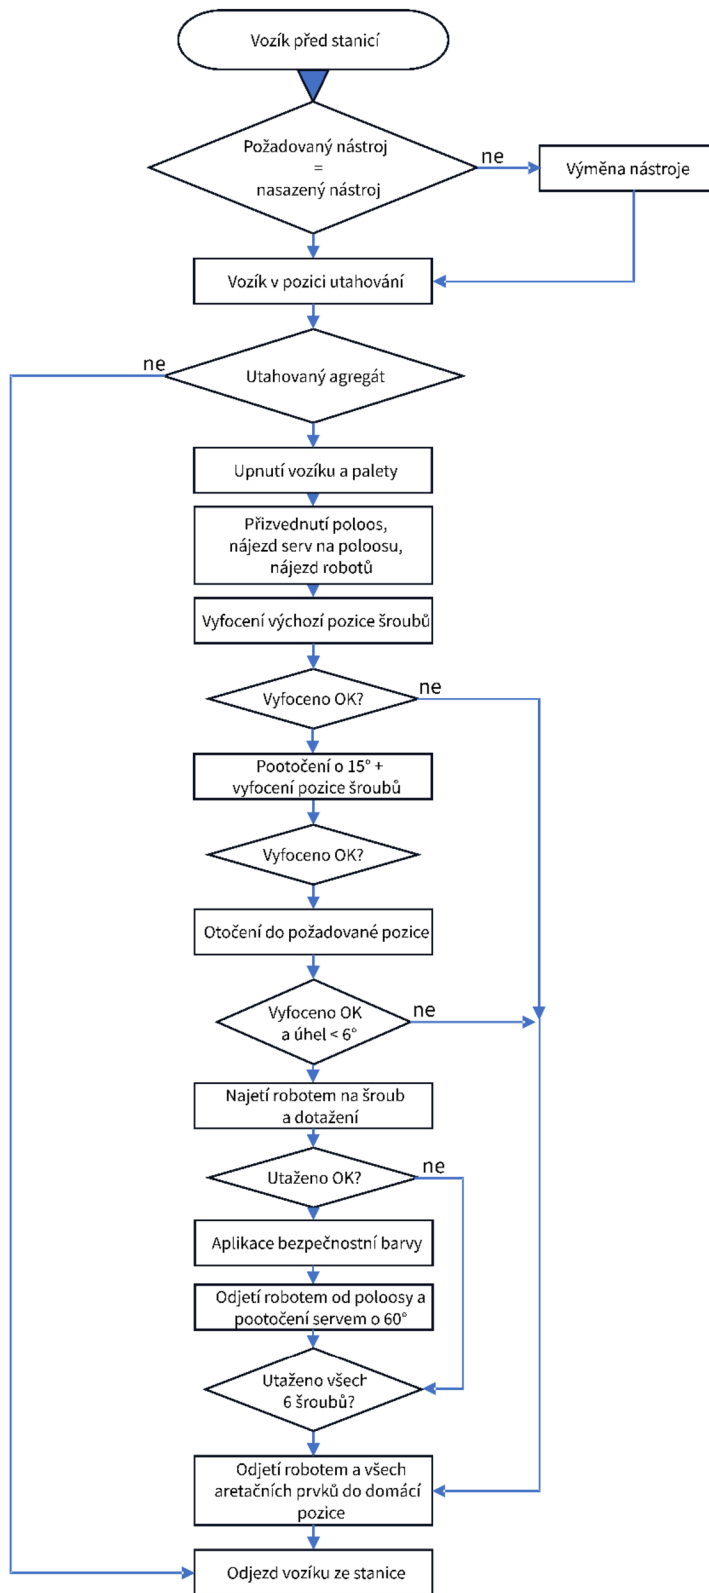 Vozík před stanicí
Požadovaný nástroj
=
nasazený nástroj
ne
Výměna nástroje
Vozík v pozici utahování
ne
Utahovaný agregát
Upnutí vozíku a palety
Přizvednutí poloos,
nájezd serv na poloosu,
nájezd robotů
Vyfocení výchozí pozice šroubů
Vyfoceno OK?
ne
Pootočení o 15° +
vyfocení pozice šroubů
Vyfoceno OK?
Otočení do požadované pozice
Vyfoceno OK
a úhel < 6°
ne
Najetí robotem na šroub
a dotažení
Utaženo OK?
ne
Aplikace bezpečnostní barvy
Odjetí robotem od poloosy a
pootočení servem o 60°
Utaženo všech
6 šroubů?
Odjetí robotem a všech
aretačních prvků do domácí
pozice
Odjezd vozíku ze stanice